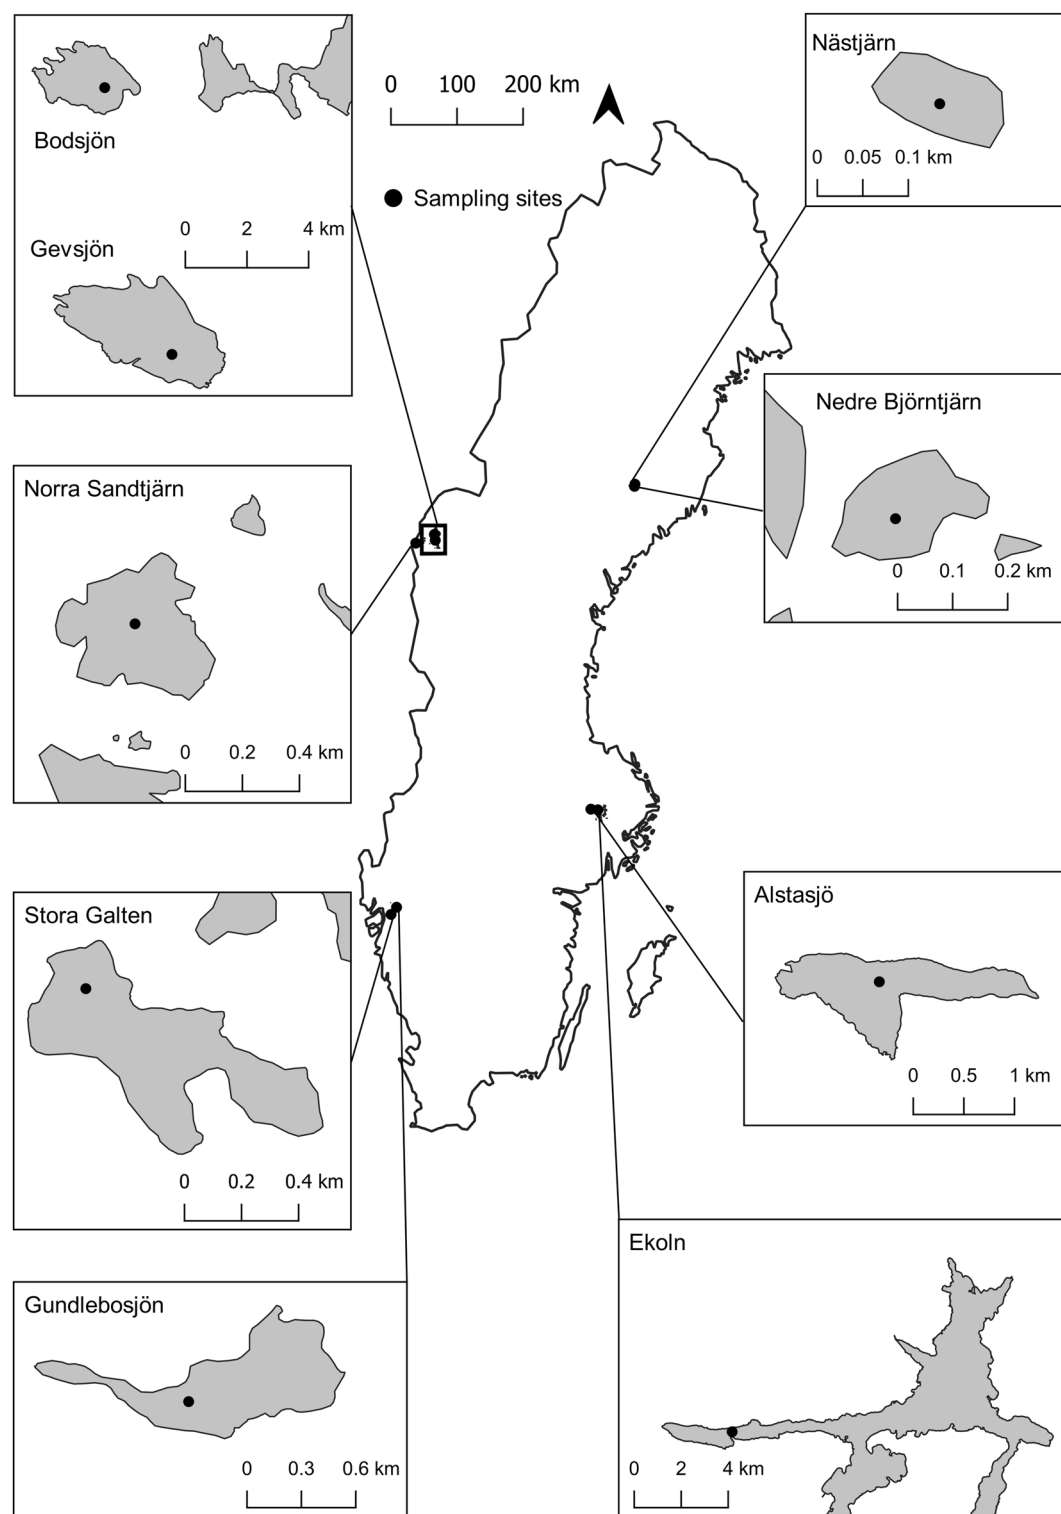 Bodsjön
0 2 4 km
Gevsjön
0 100 200 km
Sampling sites
Nästjärn
0 0.05 0.1 km
Nedre Björntjärn
0 0.1 0.2 km
Norra Sandtjärn
0 0.2 0.4 km
Stora Galten
0 0.2 0.4 km
Alstasjö
0 0.5 1 km
Gundlebosjön
0 0.3 0.6 km
Ekoln
0 2 4 km